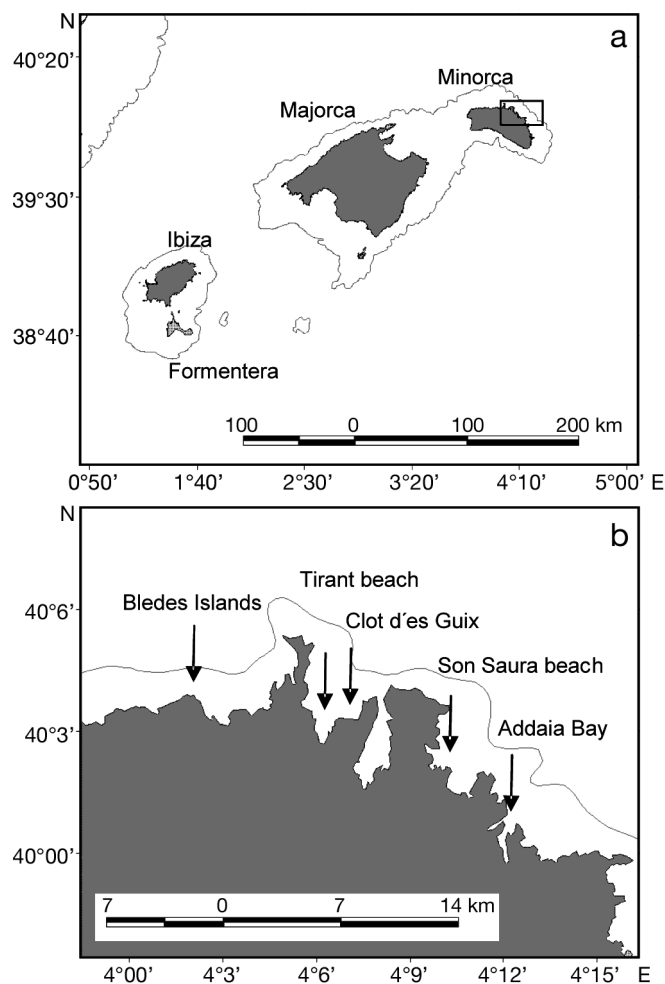 N
a
40°20'
Minorca
Majorca
39°30'
Ibiza
38°40'
Formentera
100 0 100 200 km
0°50' 1°40' 2°30' 3°20' 4°10' 5°00' E
N
b
Tirant beach
40°6'
Bledes Islands
Clot d´es Guix
Son Saura beach
40°3'
Addaia Bay
40°00'
7 0 7 14 km
4°00' 4°3' 4°6' 4°9' 4°12' 4°15' E